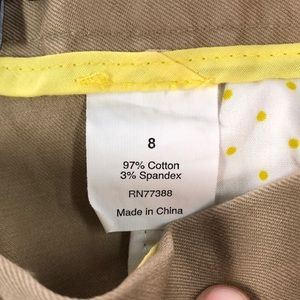 8
97% Cotton
3% Spandex
RN77388
Made in China